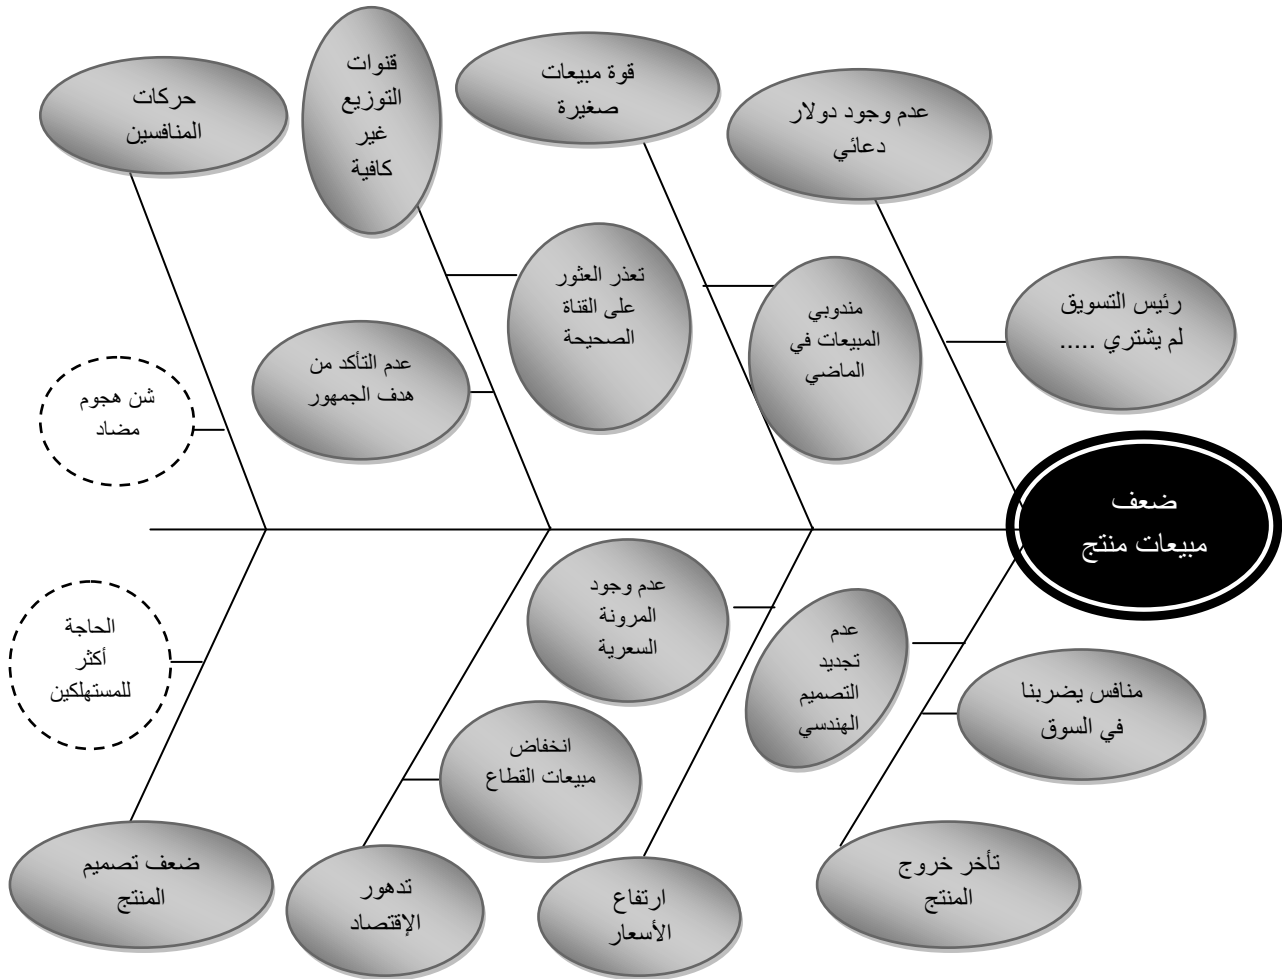 حركات
المنافسين
قنوات
التوزيع
غير
كافية
قوة مبيعات
صغيرة
عدم وجود دولار
دعائي
تعذر العثور
على القناة
الصحيحة
مندوبي
المبيعات في
الماضي
رئيس التسويق
لم يشتري .....
عدم التأكد من
هدف الجمهور
شن هجوم
مضاد
ضعف
مبيعات منتج
الحاجة
أكثر
للمستهلكين
عدم وجود
المرونة
السعرية
عدم
تجديد
التصميم
الهندسي
منافس يضربنا
في السوق
انخفاض
مبيعات القطاع
ضعف تصميم
المنتج
تدهور
الإقتصاد
ارتفاع
الأسعار
تأخر خروج
المنتج